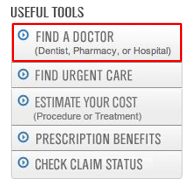 USEFUL TOOLS
FIND A DOCTOR
(Dentist, Pharmacy, or Hospital)
FIND URGENT CARE
ESTIMATE YOUR COST
(Procedure or Treatment)
PRESCRIPTION BENEFITS
CHECK CLAIM STATUS